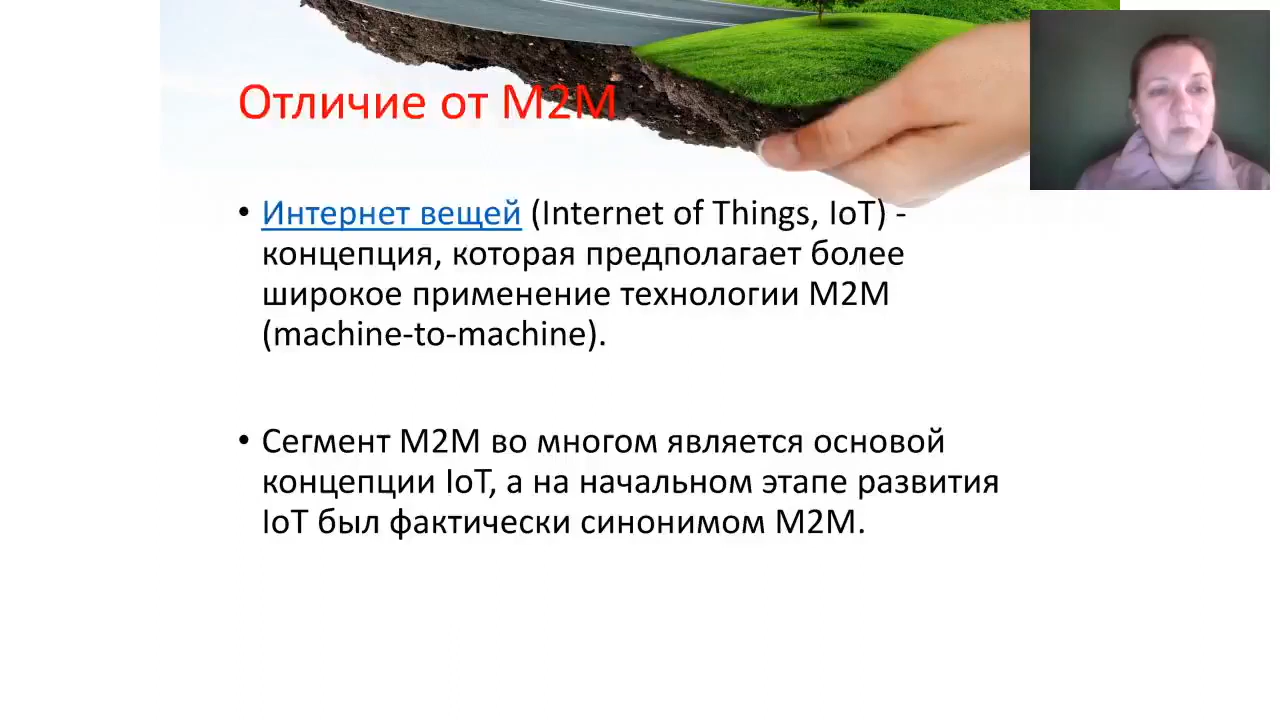 Отличие от M2M
• Интернет вещей (Internet of Things, IoT) -
концепция, которая предполагает более
широкое применение технологии M2M
(machine-to-machine).
• Сегмент M2M во многом является основой
концепции IoT, а на начальном этапе развития
IoT был фактически синонимом M2M.